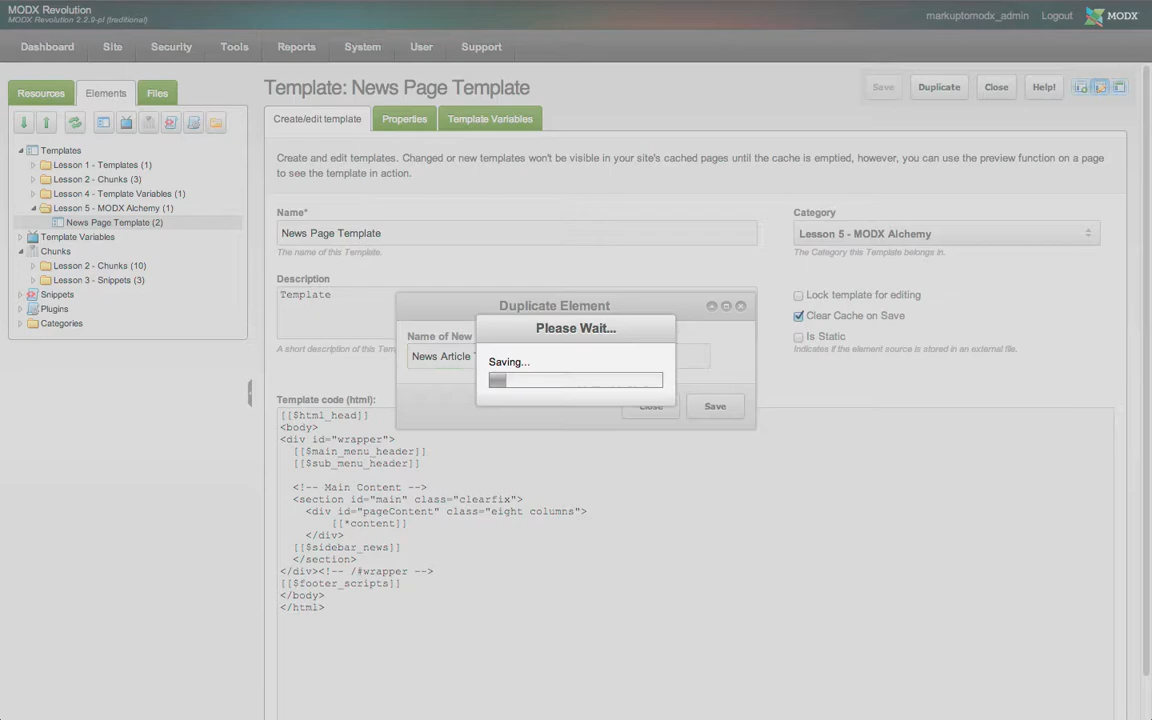 MODX Revolution
MODX Revolution 2.2.9-pl (traditional)
markuptomodx_admin
Logout
MODX
Dashboard
Site
Security
Tools
Reports
System
User
Support
Resources
Elements
Files
Templates
Lesson 1 - Templates (1)
Lesson 2 - Chunks (3)
Lesson 4 - Template Variables (1)
Lesson 5 - MODX Alchemy (1)
News Page Template (2)
Template Variables
Chunks
Lesson 2 - Chunks (10)
Lesson 3 - Snippets (3)
Snippets
Plugins
Categories
Template: News Page Template
Save
Duplicate
Close
Help!
Create/edit template
Properties
Template Variables
Create and edit templates. Changed or new templates won't be visible in your site's cached pages until the cache is emptied, however, you can use the preview function on a page
to see the template in action.
Name*
News Page Template
The name of this Template.
Category
Lesson 5 - MODX Alchemy
The Category this Template belongs in.
Description
Template
A short description of this
Lock template for editing
Clear Cache on Save
Is Static
Indicates if the element source is stored in an external file.
Duplicate Element
Name of New
News Article
Close
Save
Please Wait...
Saving...
Template code (html):
[[$html_head]]
<body>
<div id="wrapper">
[[$main_menu_header]]
[[$sub_menu_header]]
<!-- Main Content -->
<section id="main" class="clearfix">
<div id="pageContent" class="eight columns">
[[*content]]
</div>
[[$sidebar_news]]
</section>
</div><!-- /#wrapper -->
[[$footer_scripts]]
</body>
</html>